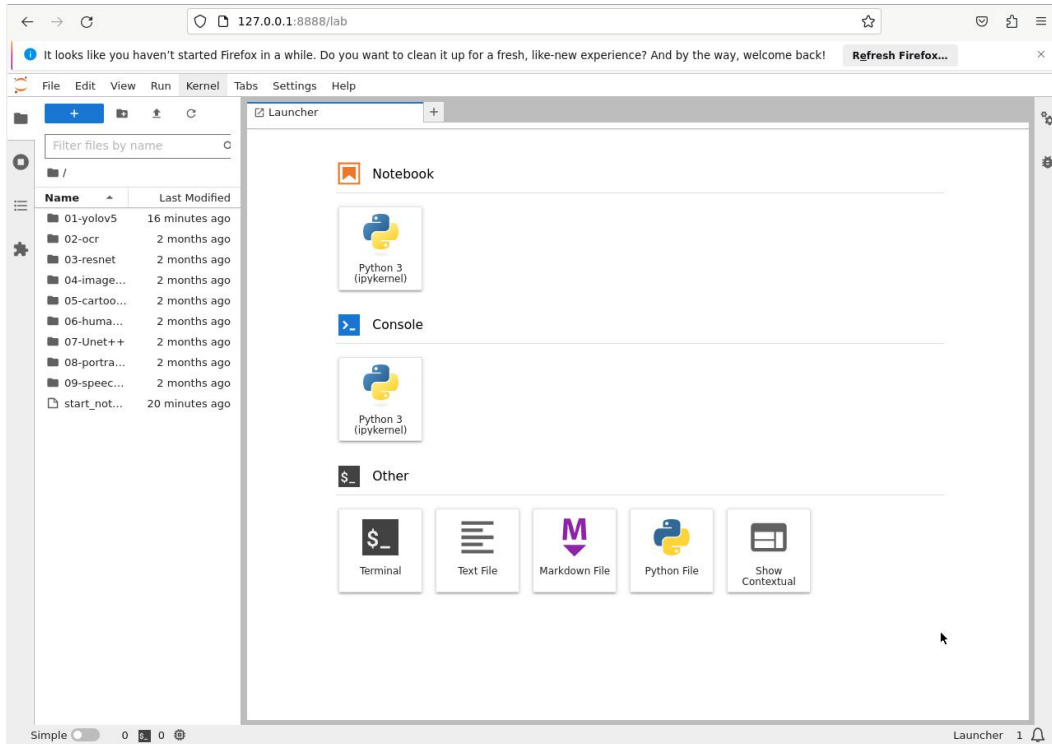 127.0.0.1:8888/lab
It looks like you haven't started Firefox in a while. Do you want to clean it up for a fresh, like-new experience? And by the way, welcome back! Refresh Firefox...
File Edit View Run Kernel Tabs Settings Help
+
Launcher +
Filter files by name
/
Name Last Modified
01-yolov5 16 minutes ago
02-ocr 2 months ago
03-resnet 2 months ago
04-image... 2 months ago
05-cartoo... 2 months ago
06-huma... 2 months ago
07-Unet++ 2 months ago
08-portra... 2 months ago
09-speec... 2 months ago
start_not... 20 minutes ago
Notebook
Python 3
(ipykernel)
Console
Python 3
(ipykernel)
$_ Other
$_ M
Terminal Text File Markdown File Python File Show
Contextual
Simple 0 $_ 0 Launcher 1